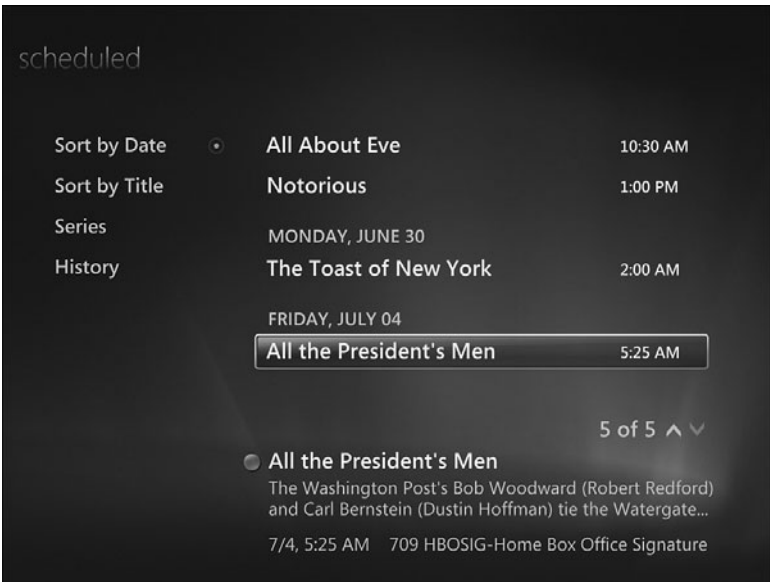 scheduled
Sort by Date
Sort by Title
Series
History
All About Eve 10:30 AM
Notorious 1:00 PM
MONDAY, JUNE 30
The Toast of New York 2:00 AM
FRIDAY, JULY 04
All the President's Men 5:25 AM
5 of 5
All the President's Men
The Washington Post's Bob Woodward (Robert Redford)
and Carl Bernstein (Dustin Hoffman) tie the Watergate...
7/4, 5:25 AM 709 HBOSIG-Home Box Office Signature